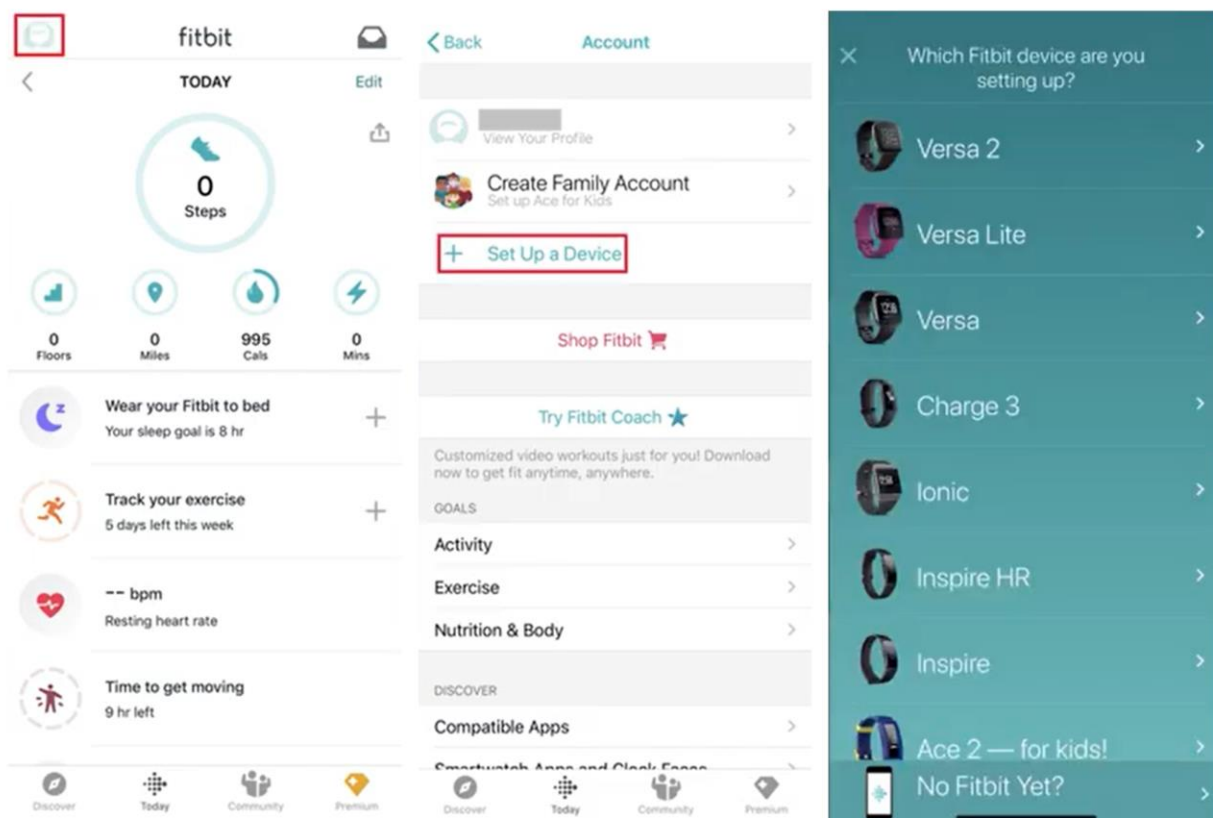 fitbit
TODAY
Edit
0
Steps
0
Floors
0
Miles
995
Cals
0
Mins
Wear your Fitbit to bed
Your sleep goal is 8 hr
Track your exercise
5 days left this week
-- bpm
Resting heart rate
Time to get moving
9 hr left
Discover
Today
Community
Premium
Back
Account
View Your Profile
Create Family Account
Set up Ace for Kids
+ Set Up a Device
Shop Fitbit
Try Fitbit Coach
Customized video workouts just for you! Download
now to get fit anytime, anywhere.
GOALS
Activity
Exercise
Nutrition & Body
DISCOVER
Compatible Apps
Smartwatch Apps and Clock Faces
Discover
Today
Community
Premium
Which Fitbit device are you
setting up?
Versa 2
Versa Lite
Versa
Charge 3
Ionic
Inspire HR
Inspire
Ace 2 — for kids!
No Fitbit Yet?